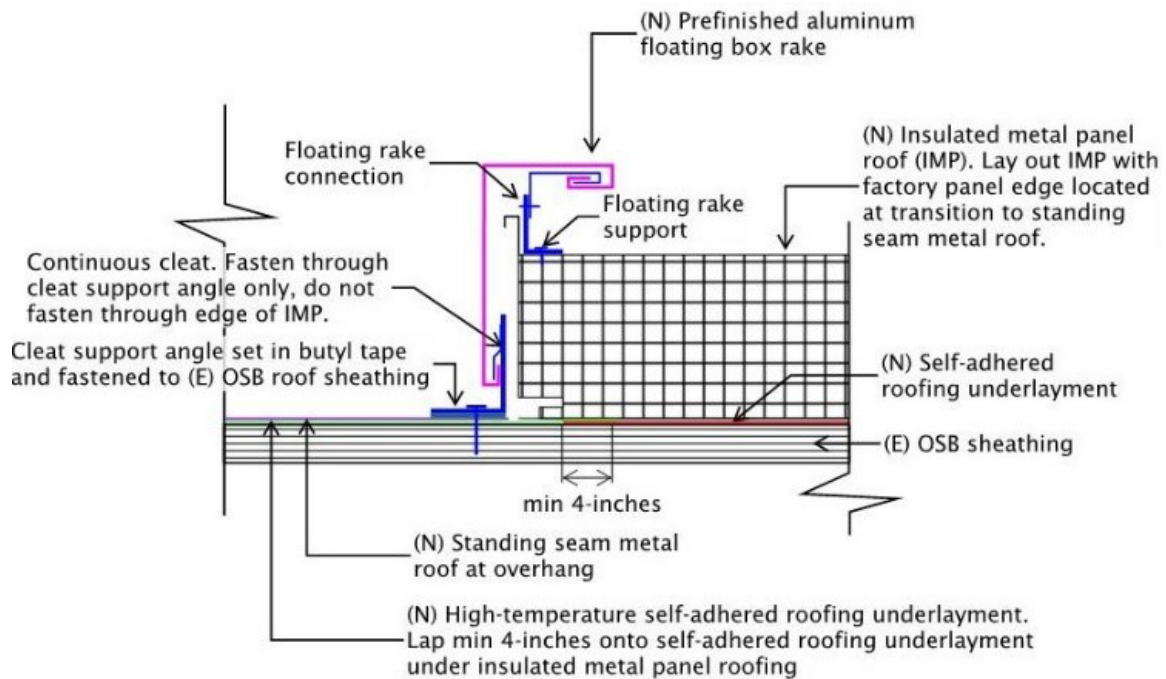 (N) Prefinished aluminum
floating box rake
Floating rake
connection
(N) Insulated metal panel
roof (IMP). Lay out IMP with
factory panel edge located
at transition to standing
seam metal roof.
Floating rake
support
Continuous cleat. Fasten through
cleat support angle only, do not
fasten through edge of IMP.
Cleat support angle set in butyl tape
and fastened to (E) OSB roof sheathing
(N) Self-adhered
roofing underlayment
(E) OSB sheathing
min 4-inches
(N) Standing seam metal
roof at overhang
(N) High-temperature self-adhered roofing underlayment.
Lap min 4-inches onto self-adhered roofing underlayment
under insulated metal panel roofing